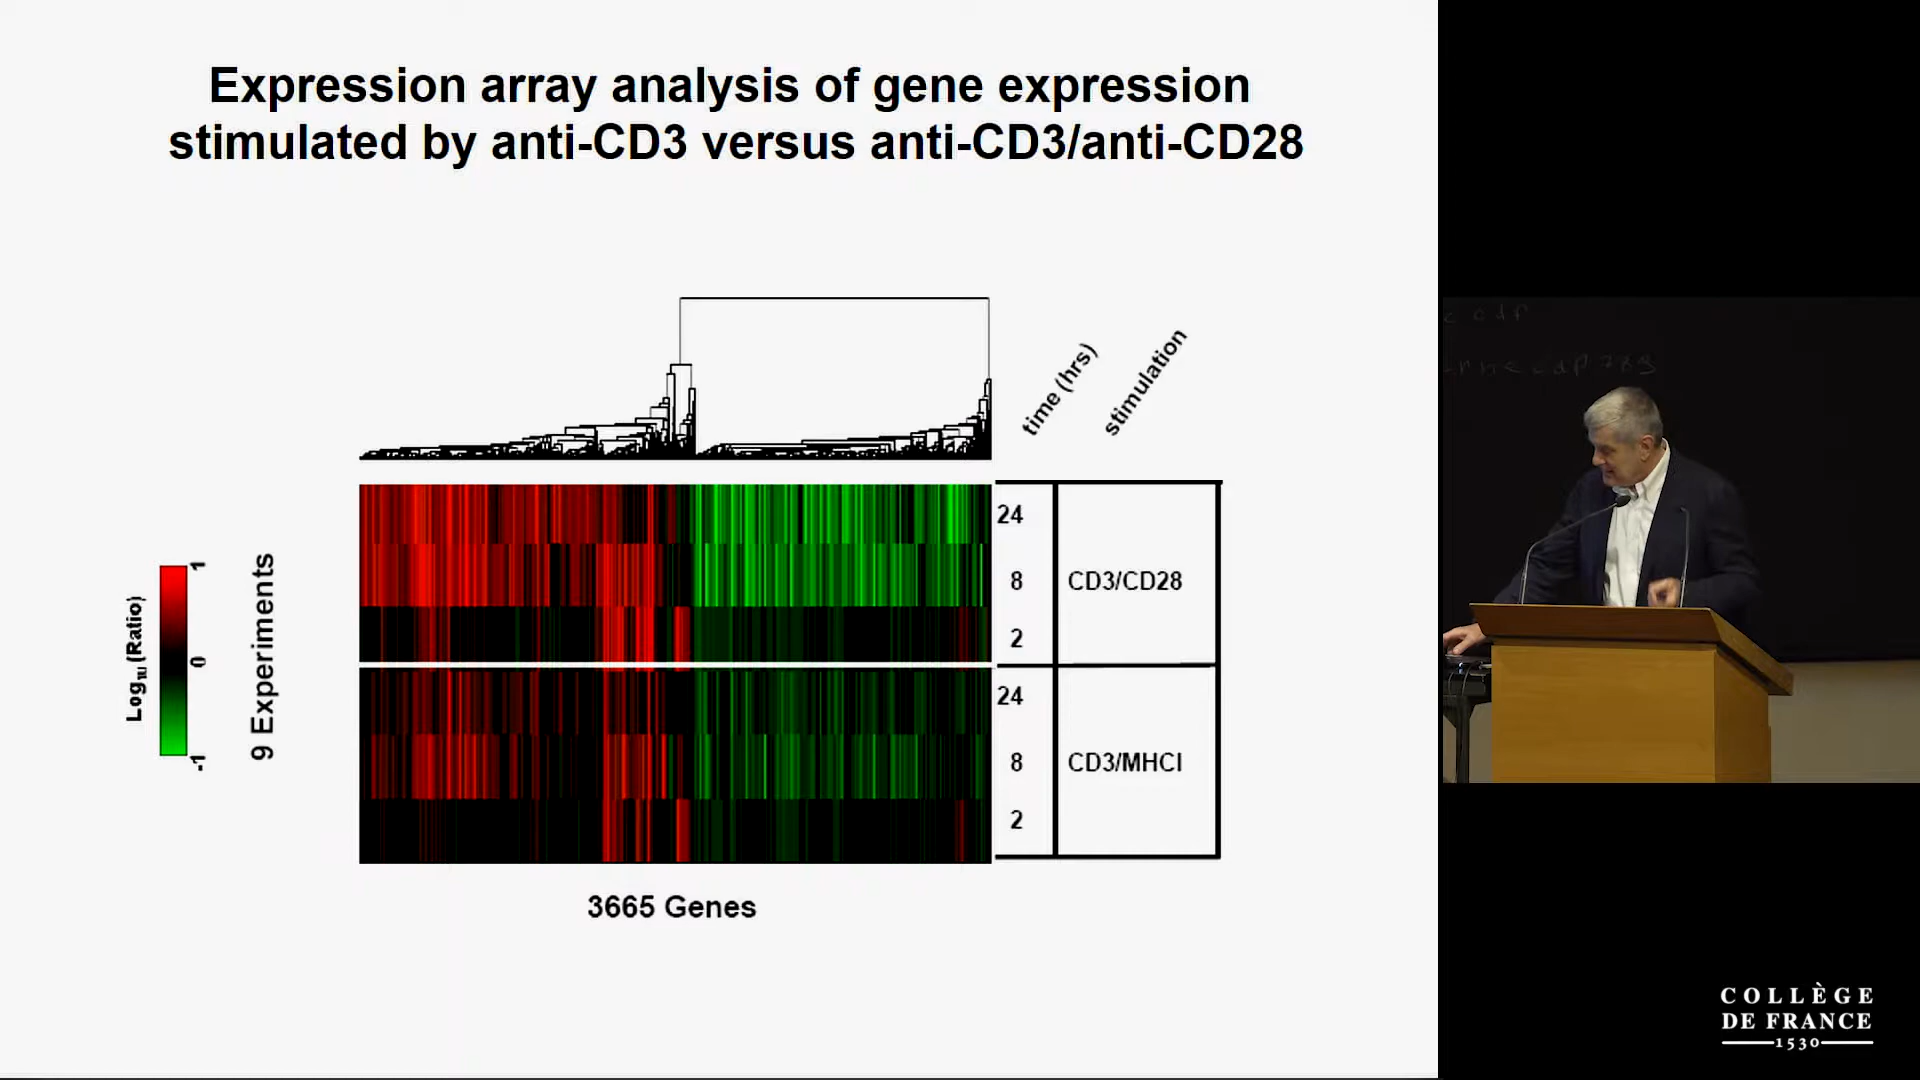 Expression array analysis of gene expression
stimulated by anti-CD3 versus anti-CD3/anti-CD28
time (hrs)
stimulation
24
8
CD3/CD28
2
24
8
CD3/MHCI
2
Log10 (Ratio)
1
0
-1
9 Experiments
3665 Genes
COLLÈGE
DE FRANCE
1530